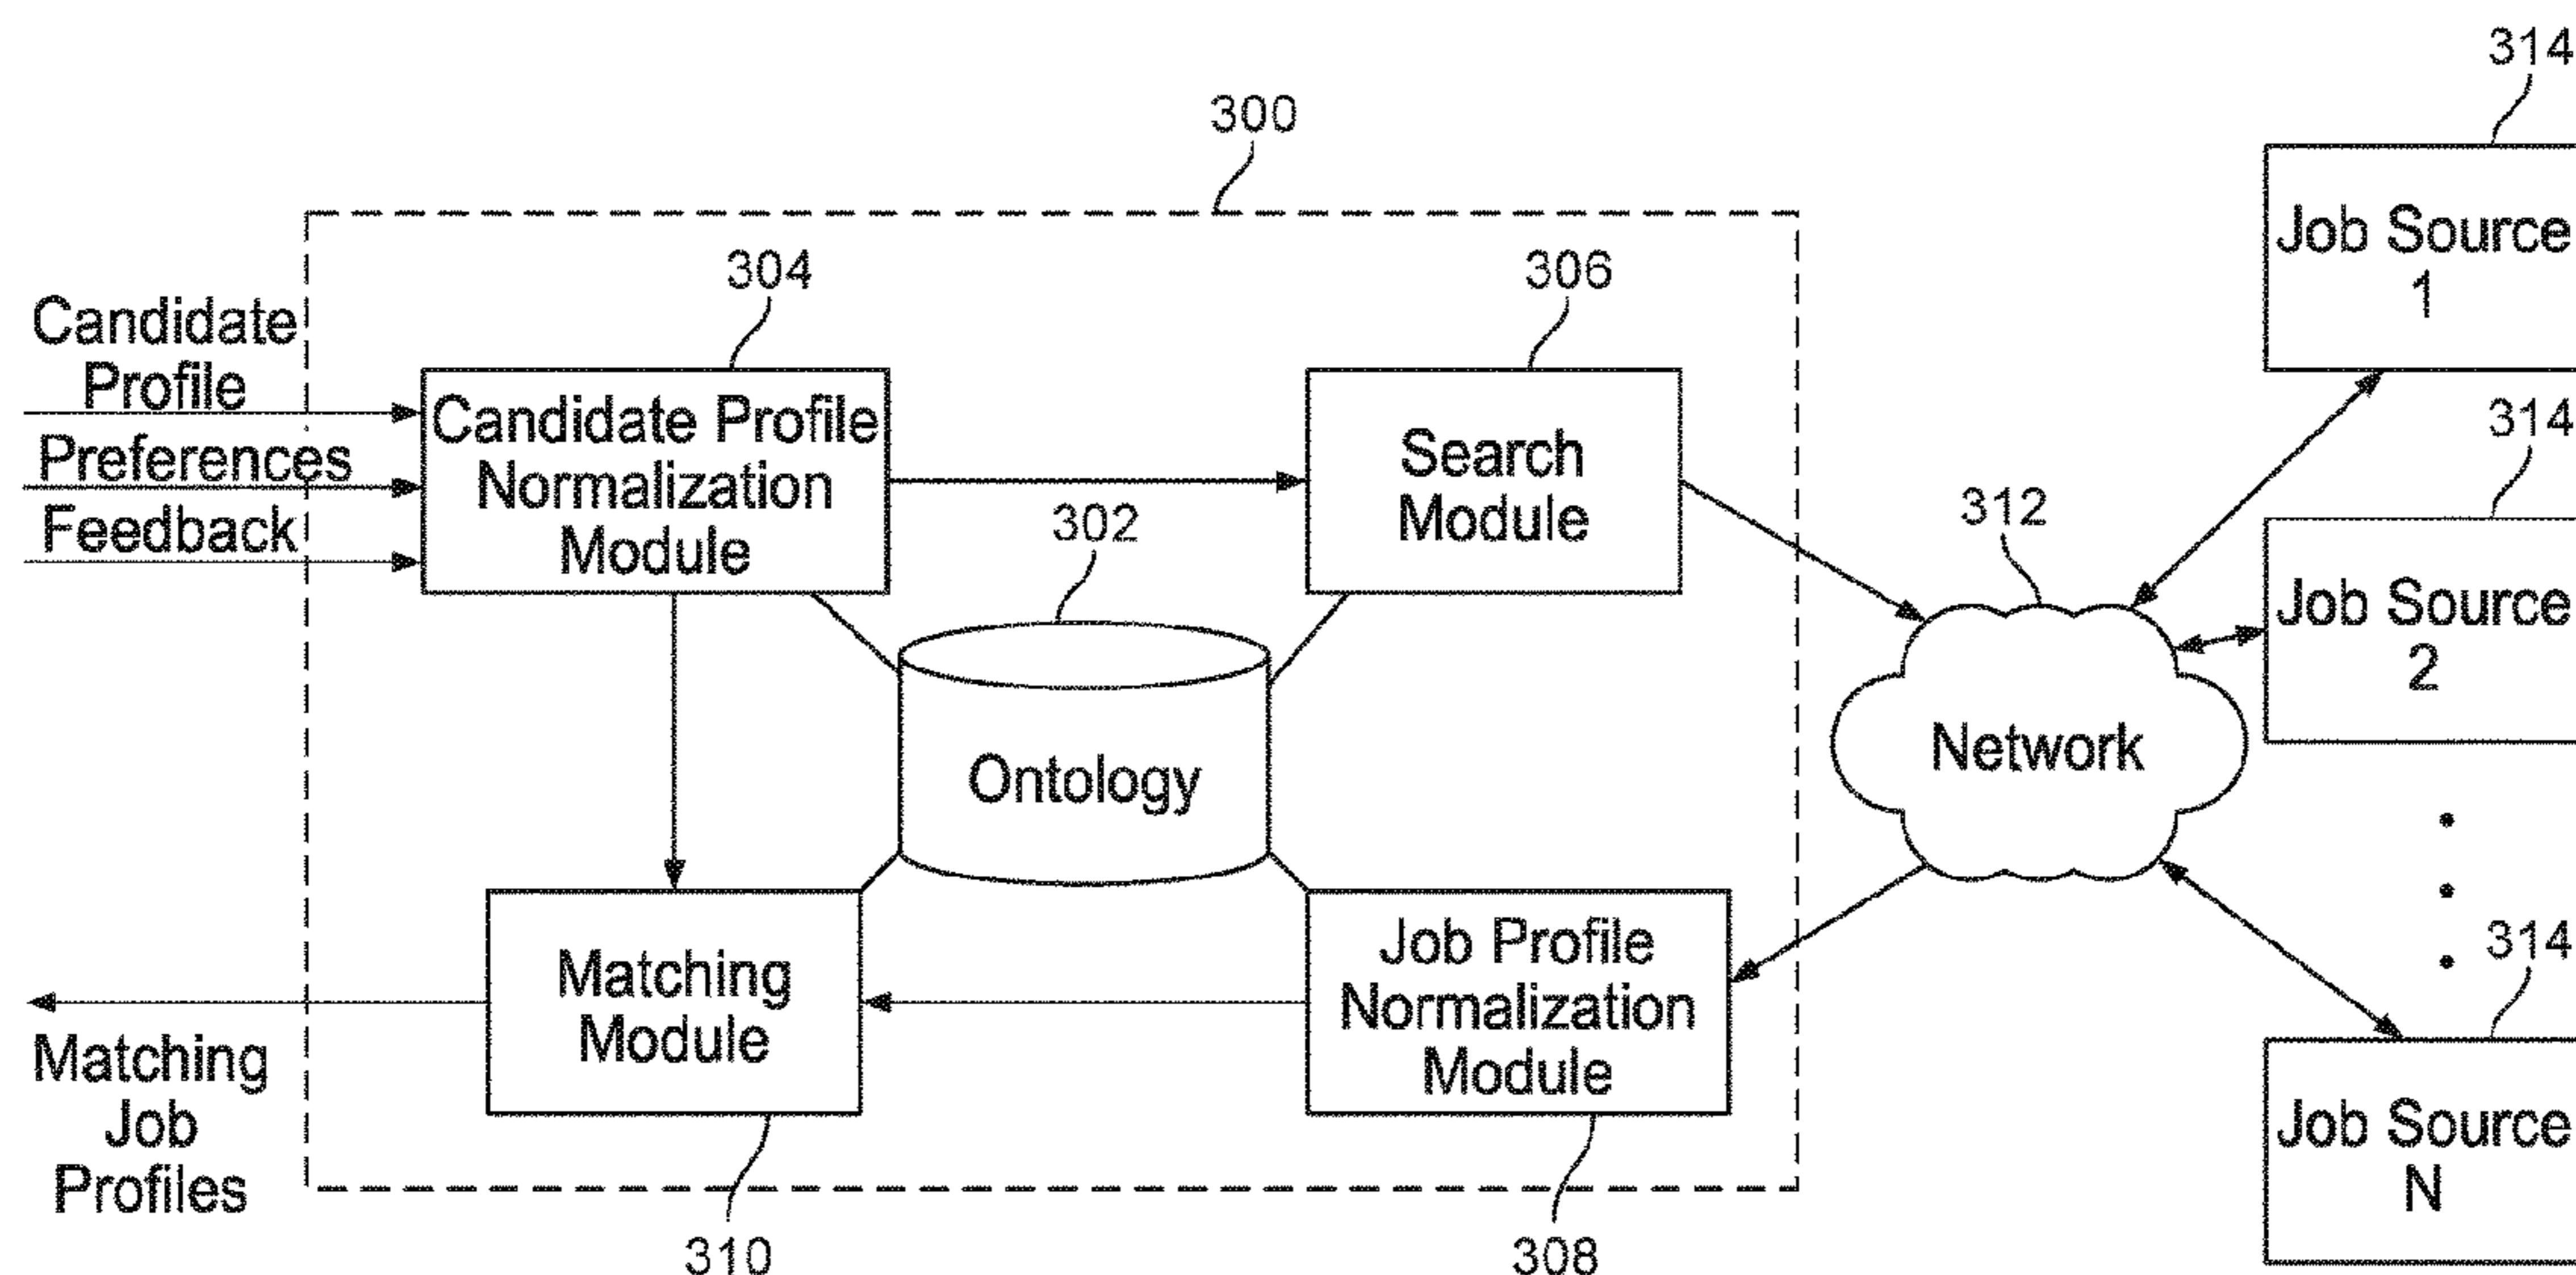 314
300
Job Source
1
304
306
Candidate
Profile
Preferences
Feedback
Candidate Profile
Normalization
Module
Search
Module
302
312
314
Job Source
2
Ontology
Network
Matching
Module
Job Profile
Normalization
Module
Matching
Job
Profiles
310
308
314
Job Source
N